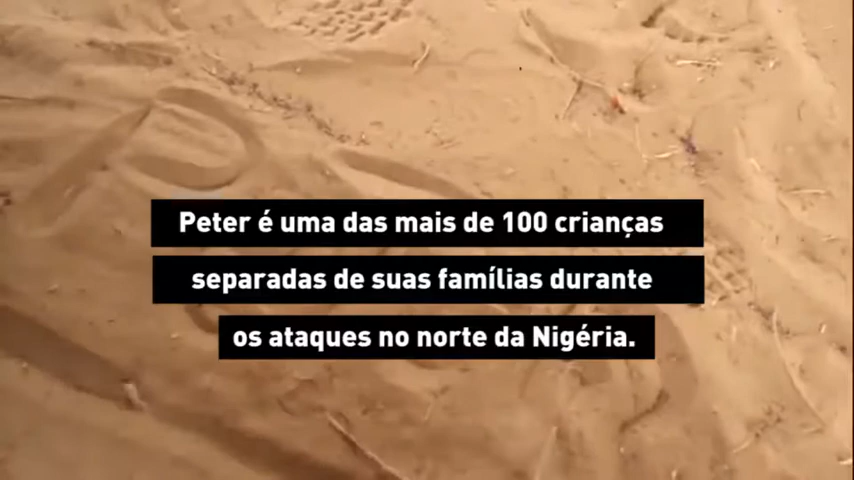 Peter é uma das mais de 100 crianças
separadas de suas famílias durante
os ataques no norte da Nigéria.